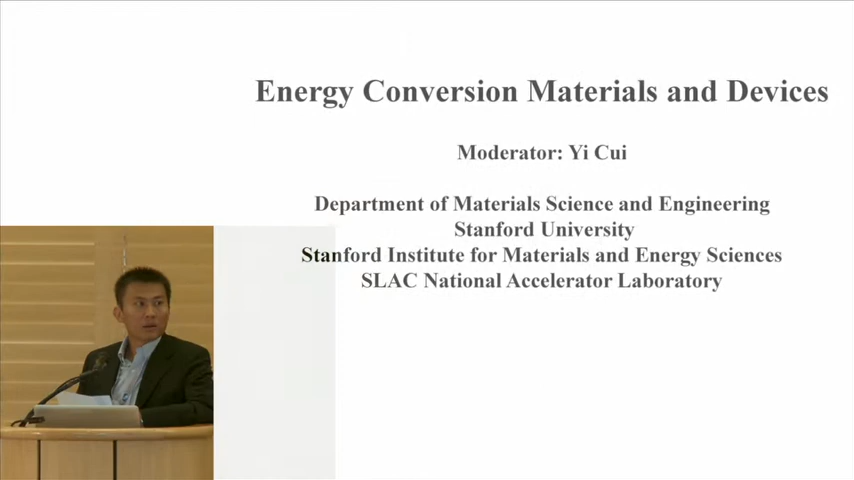 Energy Conversion Materials and Devices
Moderator: Yi Cui
Department of Materials Science and Engineering
Stanford University
Stanford Institute for Materials and Energy Sciences
SLAC National Accelerator Laboratory